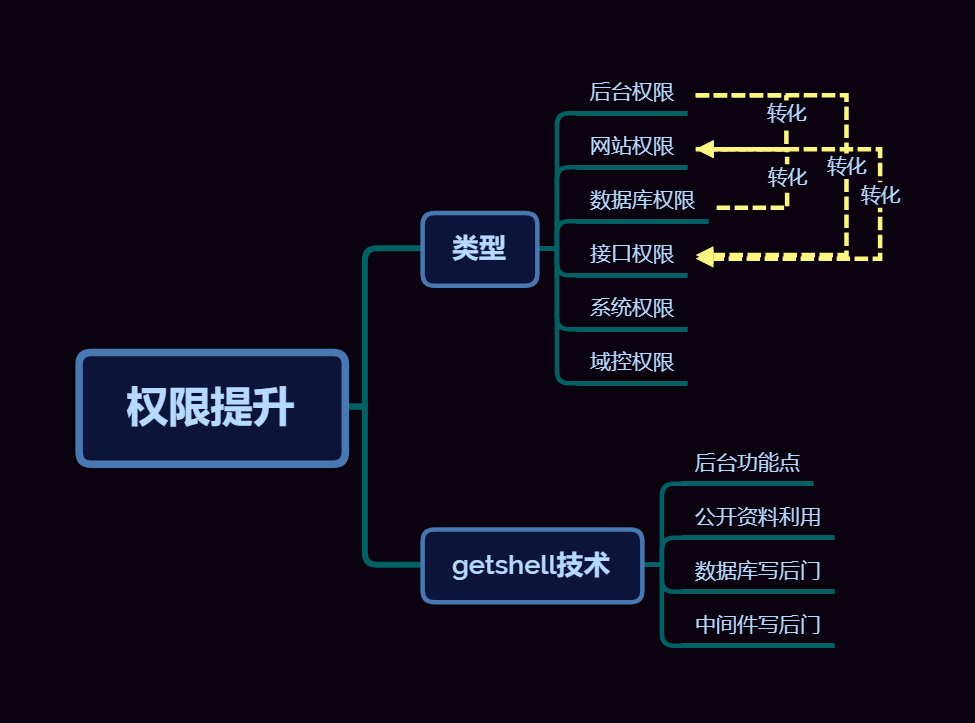 权限提升
类型
后台权限
网站权限
数据库权限
接口权限
系统权限
域控权限
转化
转化
转化
转化
getshell技术
后台功能点
公开资料利用
数据库写后门
中间件写后门